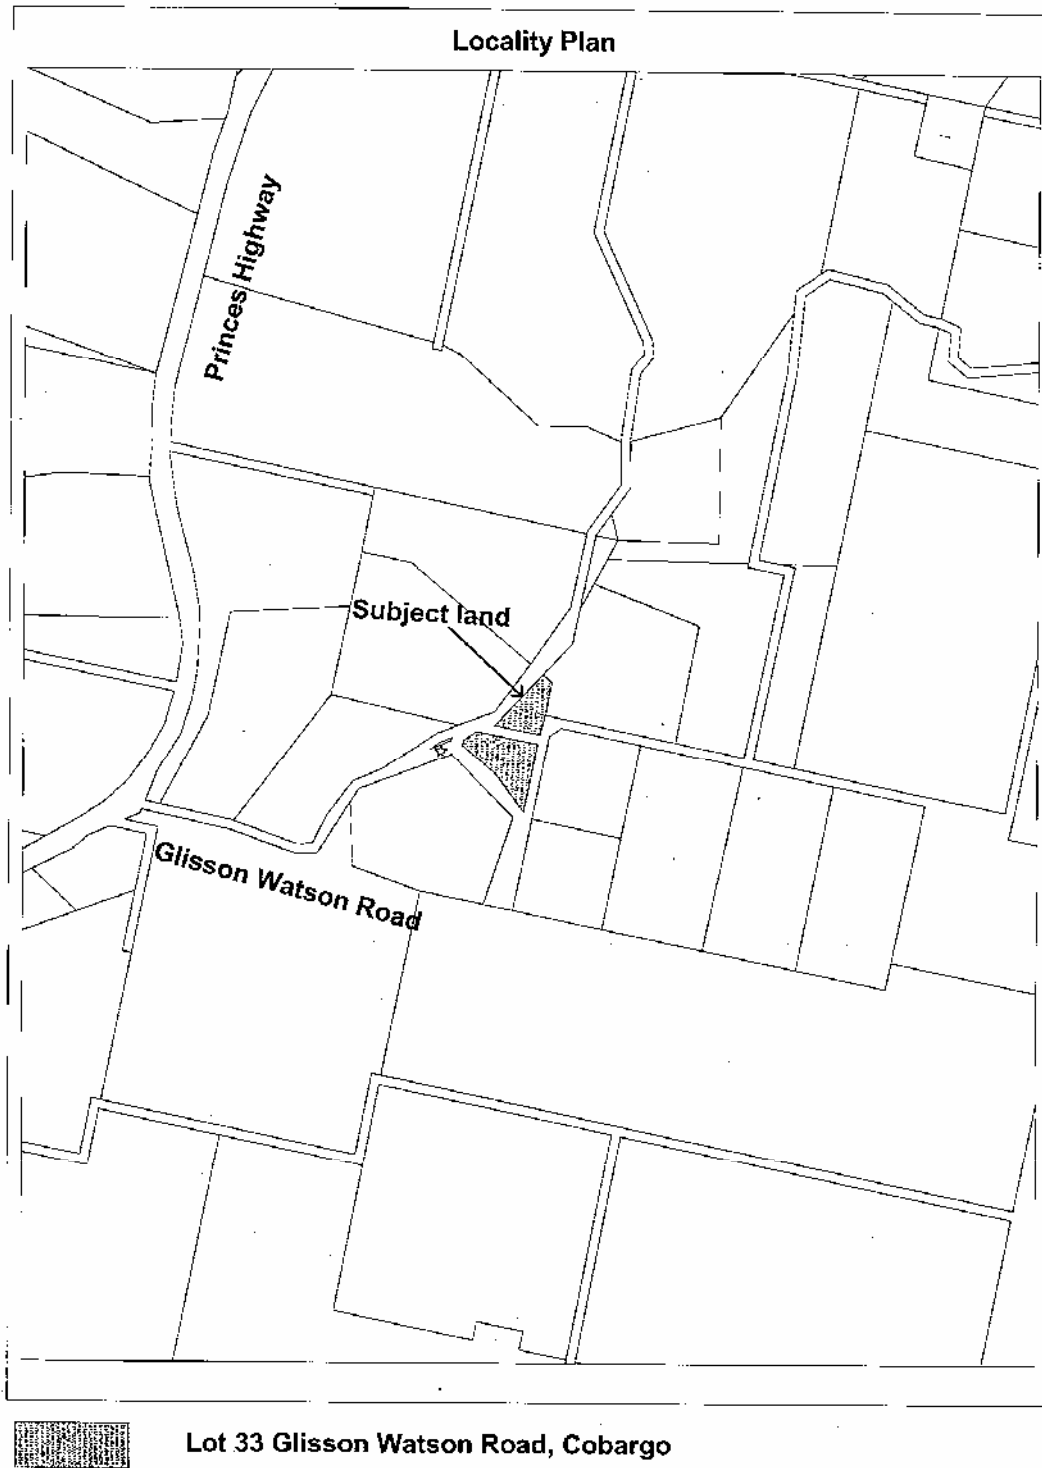 Locality Plan
Princes Highway
Subject land
Glisson Watson Road
Lot 33 Glisson Watson Road, Cobargo